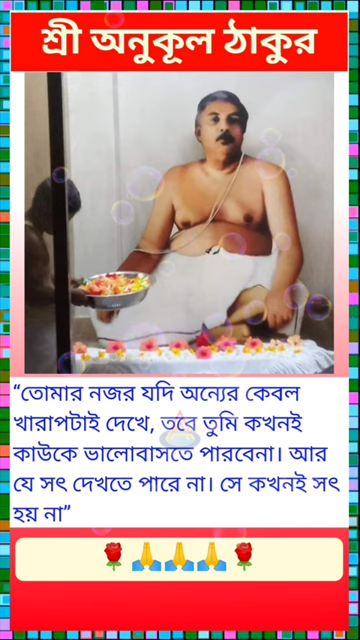 শ্রী অনুকূল ঠাকুর
“তোমার নজর যদি অন্যের কেবল
খারাপটাই দেখে, তবে তুমি কখনই
কাউকে ভালোবাসতে পারবেনা। আর
যে সৎ দেখতে পারে না। সে কখনই সৎ
হয় না”